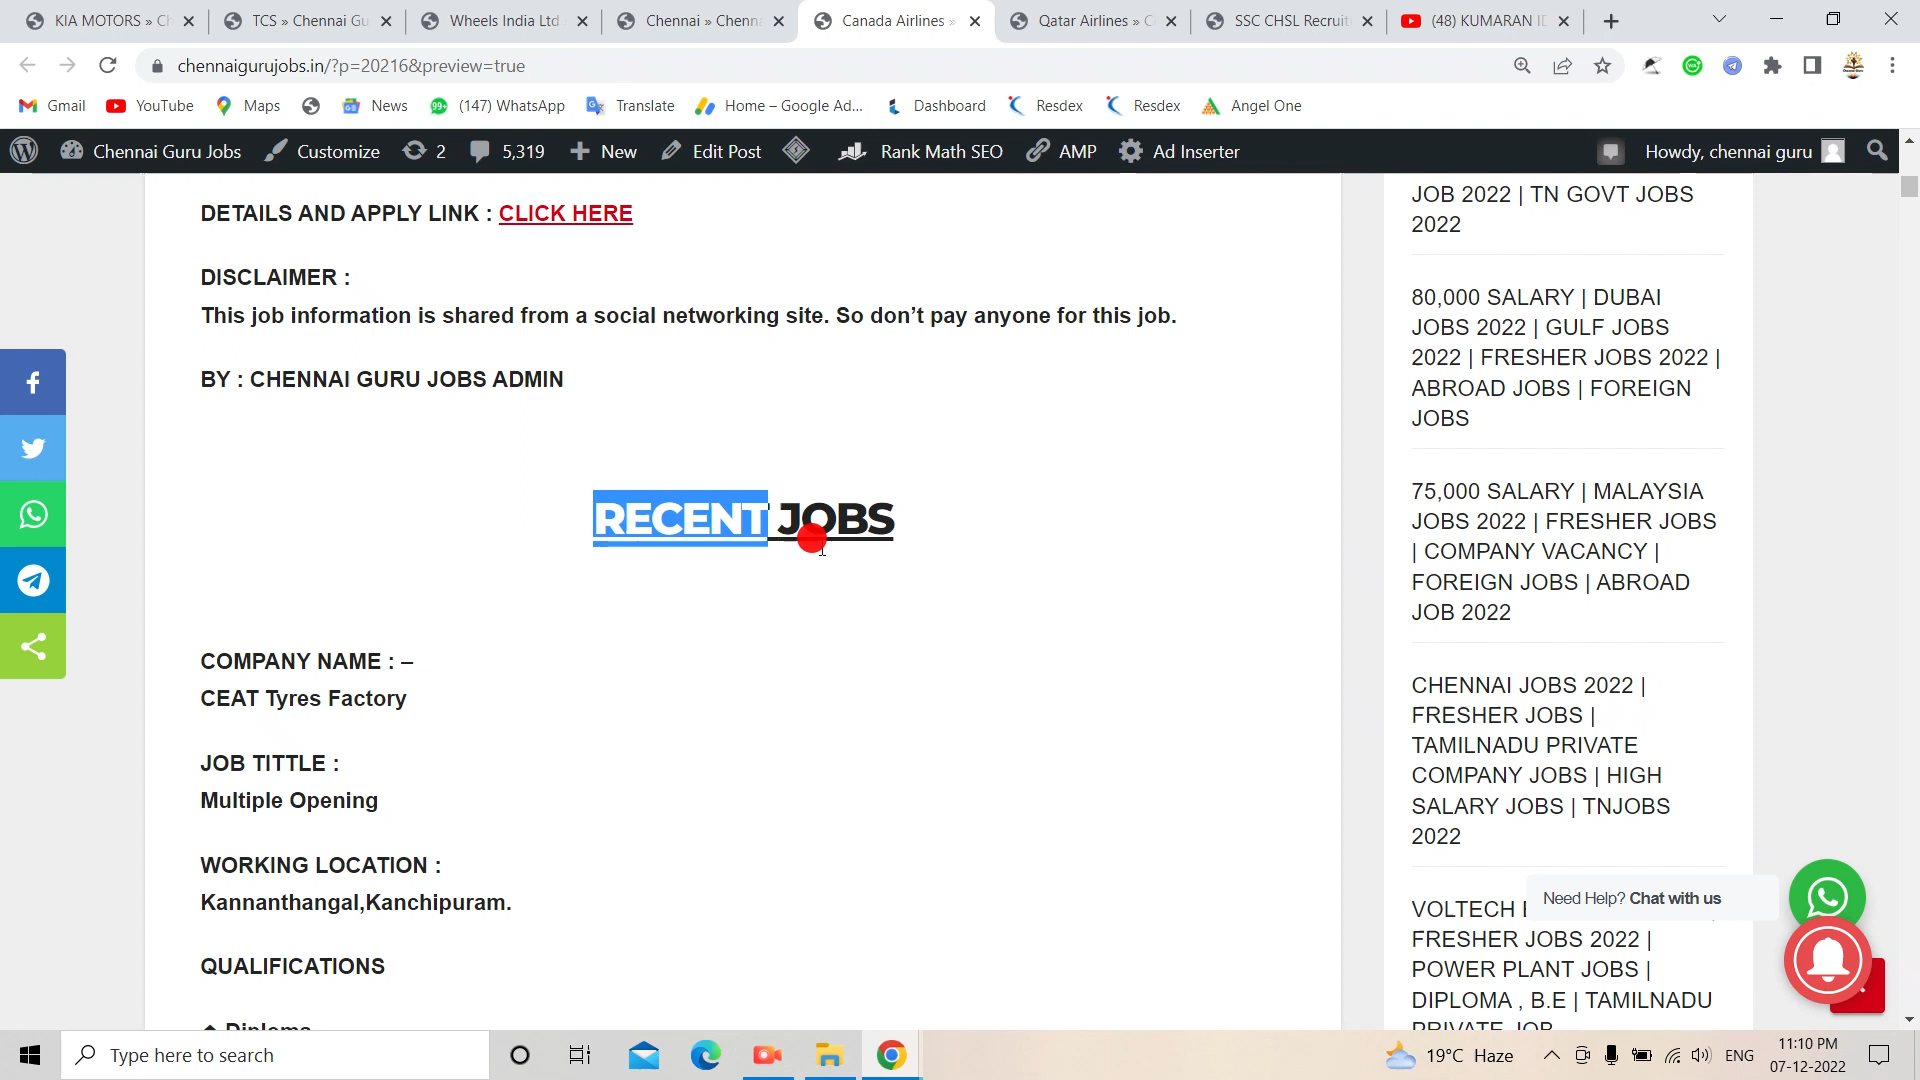 KIA MOTORS » Ch
TCS » Chennai Gu
Wheels India Ltd
Chennai » Chenn
Canada Airlines »
Qatar Airlines » C
SSC CHSL Recruit
(48) KUMARAN ID
chennaigurujobs.in/?p=20216&preview=true
Gmail
YouTube
Maps
News
99+
(147) WhatsApp
Translate
Home – Google Ad...
Dashboard
Resdex
Resdex
Angel One
Chennai Guru Jobs
Customize
2
5,319
New
Edit Post
Rank Math SEO
AMP
Ad Inserter
Howdy, chennai guru
DETAILS AND APPLY LINK : CLICK HERE
DISCLAIMER :
This job information is shared from a social networking site. So don’t pay anyone for this job.
BY : CHENNAI GURU JOBS ADMIN
RECENT JOBS
COMPANY NAME : –
CEAT Tyres Factory
JOB TITTLE :
Multiple Opening
WORKING LOCATION :
Kannanthangal,Kanchipuram.
QUALIFICATIONS
Diploma
JOB 2022 | TN GOVT JOBS
2022
80,000 SALARY | DUBAI
JOBS 2022 | GULF JOBS
2022 | FRESHER JOBS 2022 |
ABROAD JOBS | FOREIGN
JOBS
75,000 SALARY | MALAYSIA
JOBS 2022 | FRESHER JOBS
| COMPANY VACANCY |
FOREIGN JOBS | ABROAD
JOB 2022
CHENNAI JOBS 2022 |
FRESHER JOBS |
TAMILNADU PRIVATE
COMPANY JOBS | HIGH
SALARY JOBS | TNJOBS
2022
VOLTECH
FRESHER JOBS 2022 |
POWER PLANT JOBS |
DIPLOMA , B.E | TAMILNADU
PRIVATE JOB
Need Help? Chat with us
Type here to search
19°C Haze
ENG
11:10 PM
07-12-2022